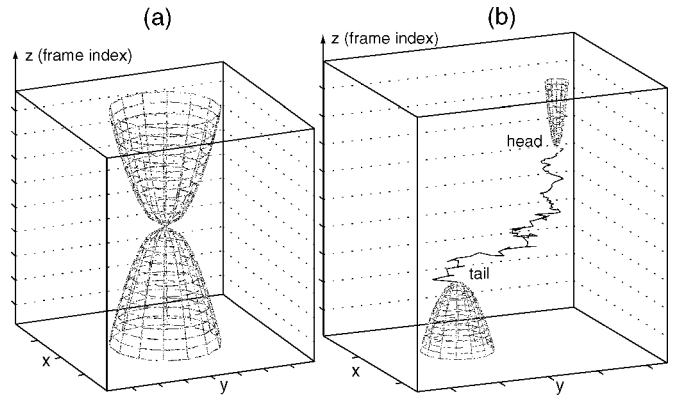 (a)
z (frame index)
x
y
(b)
z (frame index)
head
tail
x
y